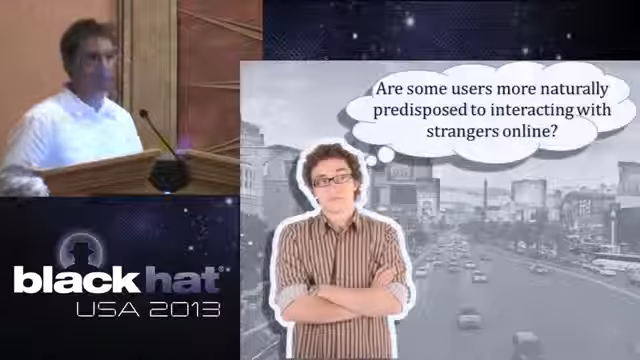 Are some users more naturally
predisposed to interacting with
strangers online?
black hat®
USA 2013